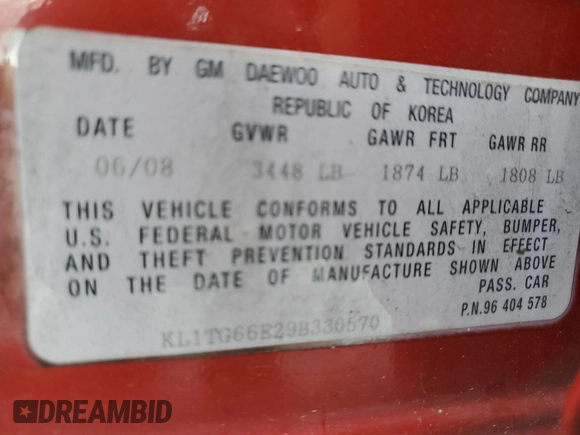 MFD. BY GM DAEWOO AUTO & TECHNOLOGY COMPANY
REPUBLIC OF KOREA
DATE GVWR GAWR FRT GAWR RR
06/08 3448 LB 1874 LB 1808 LB
THIS VEHICLE CONFORMS TO ALL APPLICABLE
U.S. FEDERAL MOTOR VEHICLE SAFETY, BUMPER,
AND THEFT PREVENTION STANDARDS IN EFFECT
ON THE DATE OF MANUFACTURE SHOWN ABOVE
PASS. CAR
P.N.96 404 578
KL1TG66E29B330570
DREAMBID